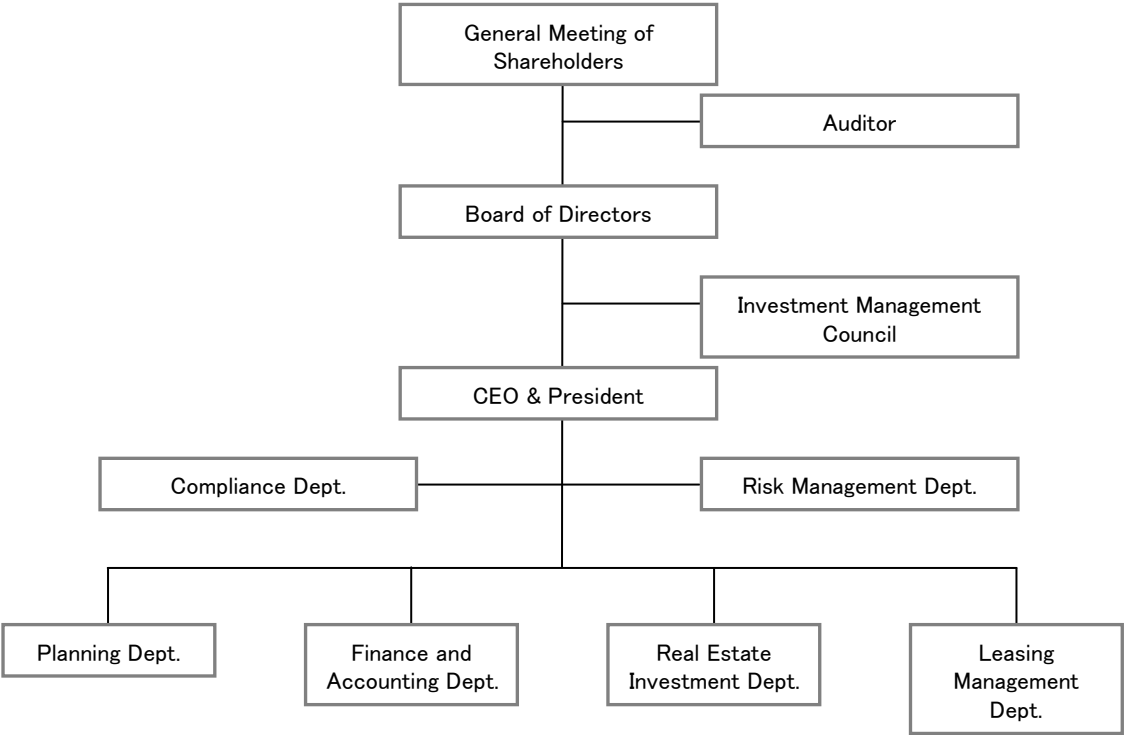 General Meeting of
Shareholders
Auditor
Board of Directors
Investment Management
Council
CEO & President
Compliance Dept.
Risk Management Dept.
Planning Dept.
Finance and
Accounting Dept.
Real Estate
Investment Dept.
Leasing
Management
Dept.